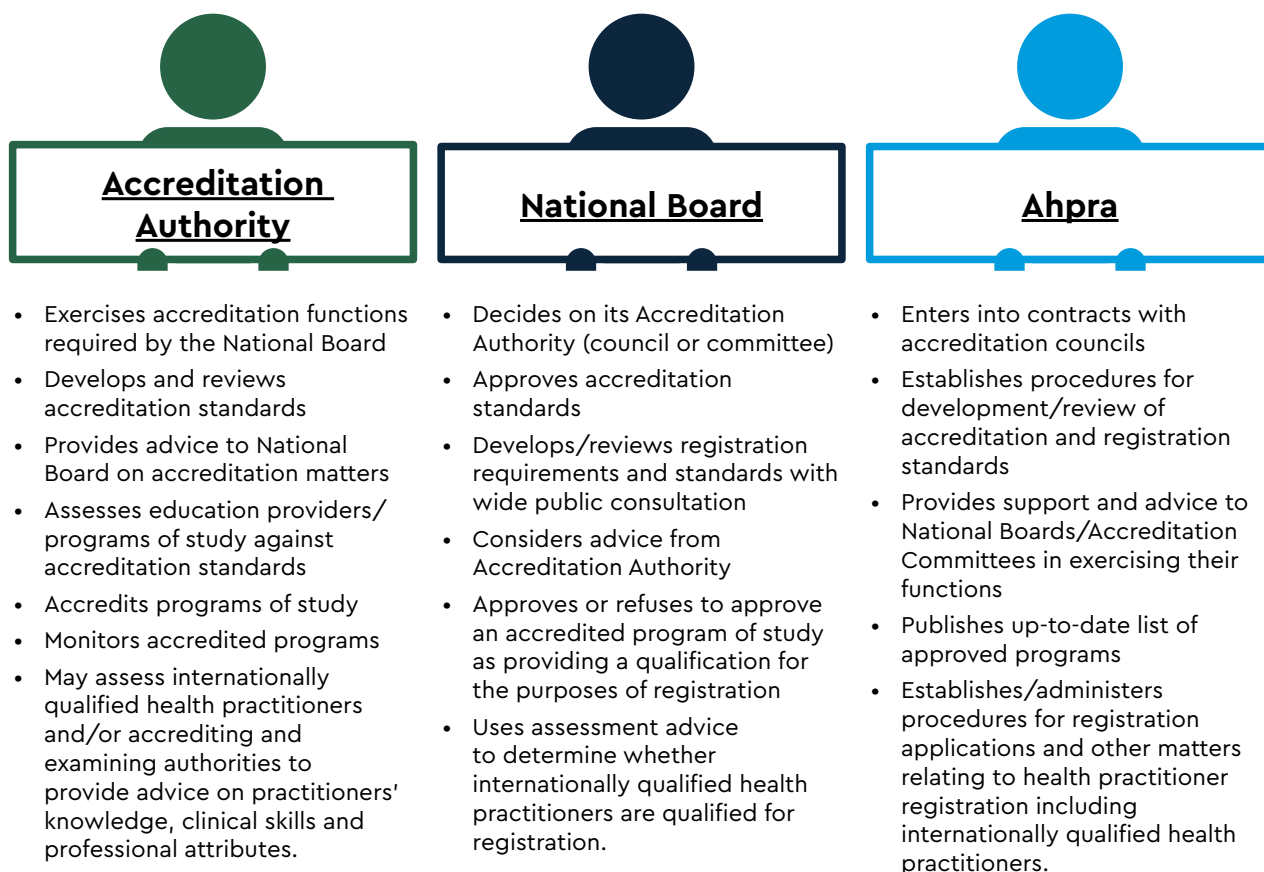 Accreditation
Authority
• Exercises accreditation functions
required by the National Board
• Develops and reviews
accreditation standards
• Provides advice to National
Board on accreditation matters
• Assesses education providers/
programs of study against
accreditation standards
• Accredits programs of study
• Monitors accredited programs
• May assess internationally
qualified health practitioners
and/or accrediting and
examining authorities to
provide advice on practitioners’
knowledge, clinical skills and
professional attributes.
National Board
• Decides on its Accreditation
Authority (council or committee)
• Approves accreditation
standards
• Develops/reviews registration
requirements and standards with
wide public consultation
• Considers advice from
Accreditation Authority
• Approves or refuses to approve
an accredited program of study
as providing a qualification for
the purposes of registration
• Uses assessment advice
to determine whether
internationally qualified health
practitioners are qualified for
registration.
Ahpra
• Enters into contracts with
accreditation councils
• Establishes procedures for
development/review of
accreditation and registration
standards
• Provides support and advice to
National Boards/Accreditation
Committees in exercising their
functions
• Publishes up-to-date list of
approved programs
• Establishes/administers
procedures for registration
applications and other matters
relating to health practitioner
registration including
internationally qualified health
practitioners.